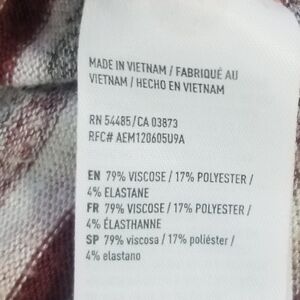 MADE IN VIETNAM / FABRIQUÉ AU
VIETNAM / HECHO EN VIETNAM
RN 54485/CA 03873
RFC# AEM120605U9A
EN 79% VISCOSE / 17% POLYESTER /
4% ELASTANE
FR 79% VISCOSE / 17% POLYESTER /
4% ÉLASTHANNE
SP 79% viscosa / 17% poliéster /
4% elastano